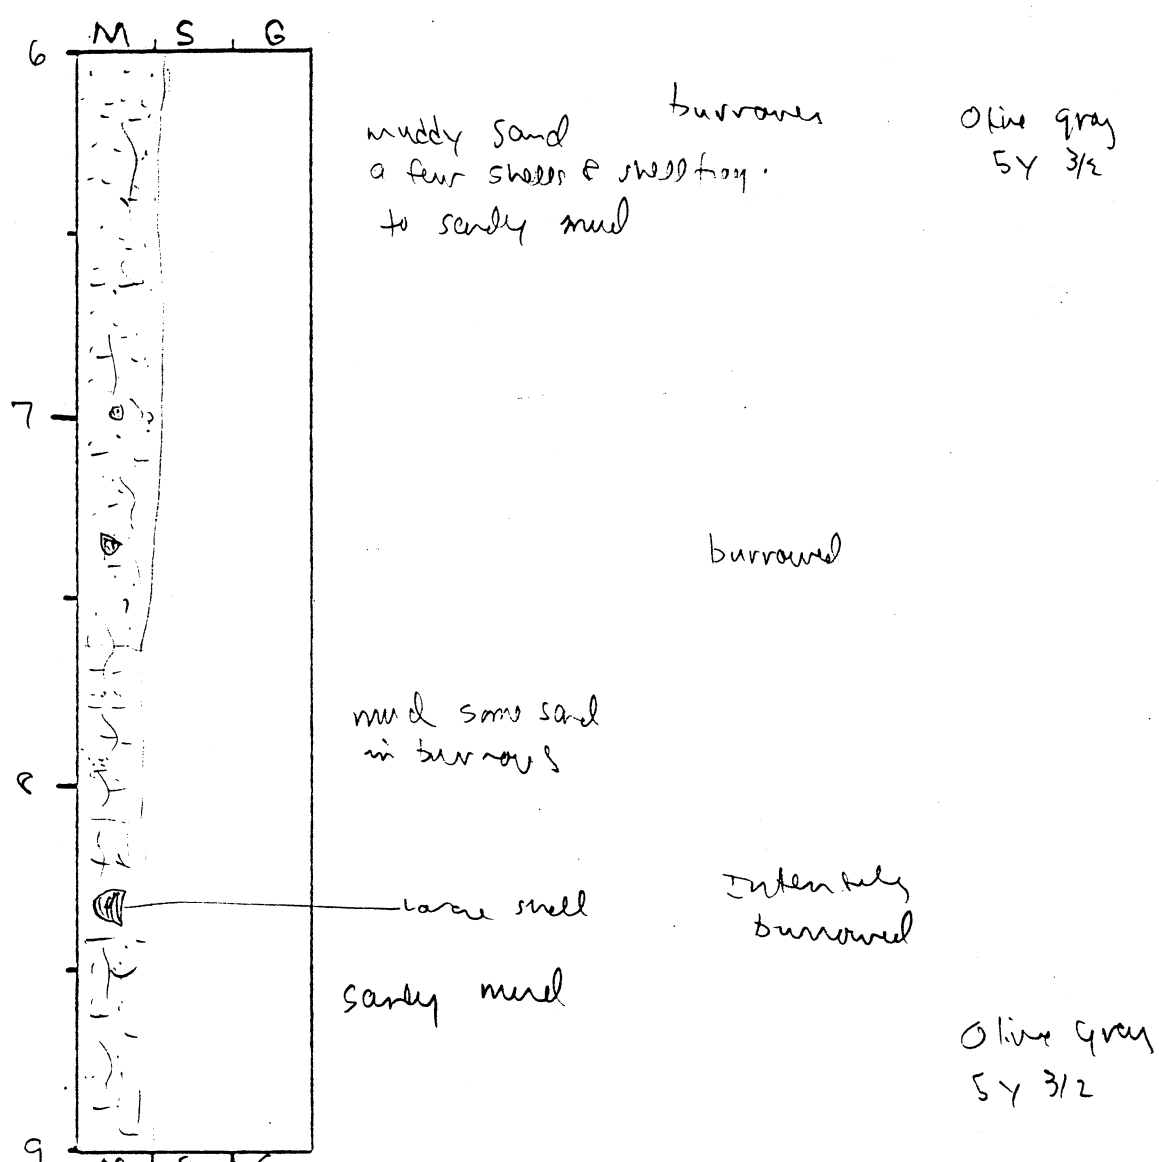 M S G
6
burrows
Olive gray
muddy sand
5Y 3/2
a few shells & shell frag.
to sandy mud
7
burrowed
mud some sand
in burrows
8
Intensely
large shell
burrowed
sandy mud
Olive gray
5Y 3/2
9
M S G